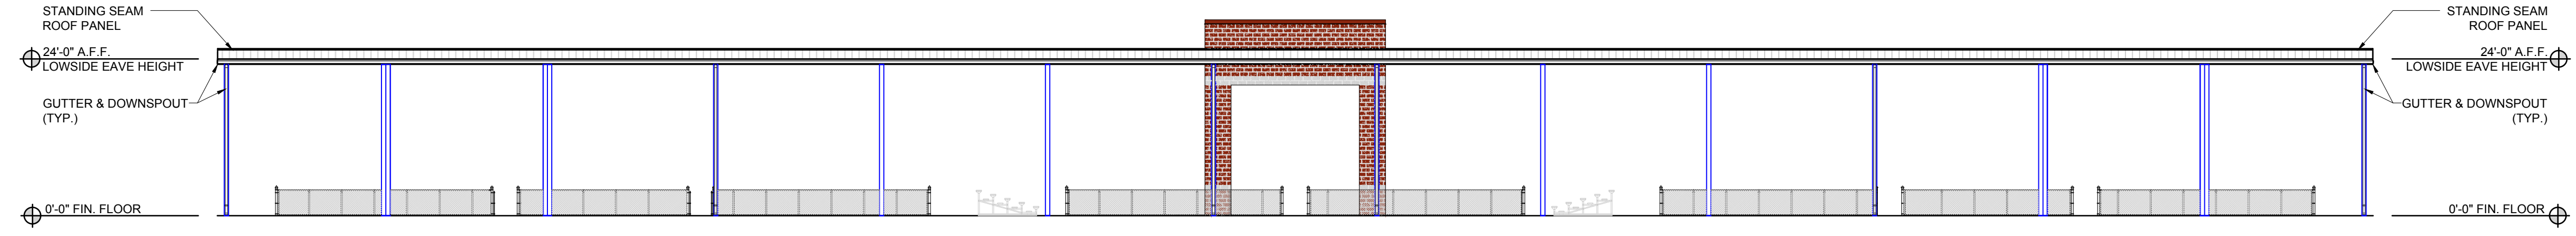 STANDING SEAM
ROOF PANEL
24'-0" A.F.F.
LOWSIDE EAVE HEIGHT
GUTTER & DOWNSPOUT
(TYP.)
0'-0" FIN. FLOOR
STANDING SEAM
ROOF PANEL
24'-0" A.F.F.
LOWSIDE EAVE HEIGHT
GUTTER & DOWNSPOUT
(TYP.)
0'-0" FIN. FLOOR